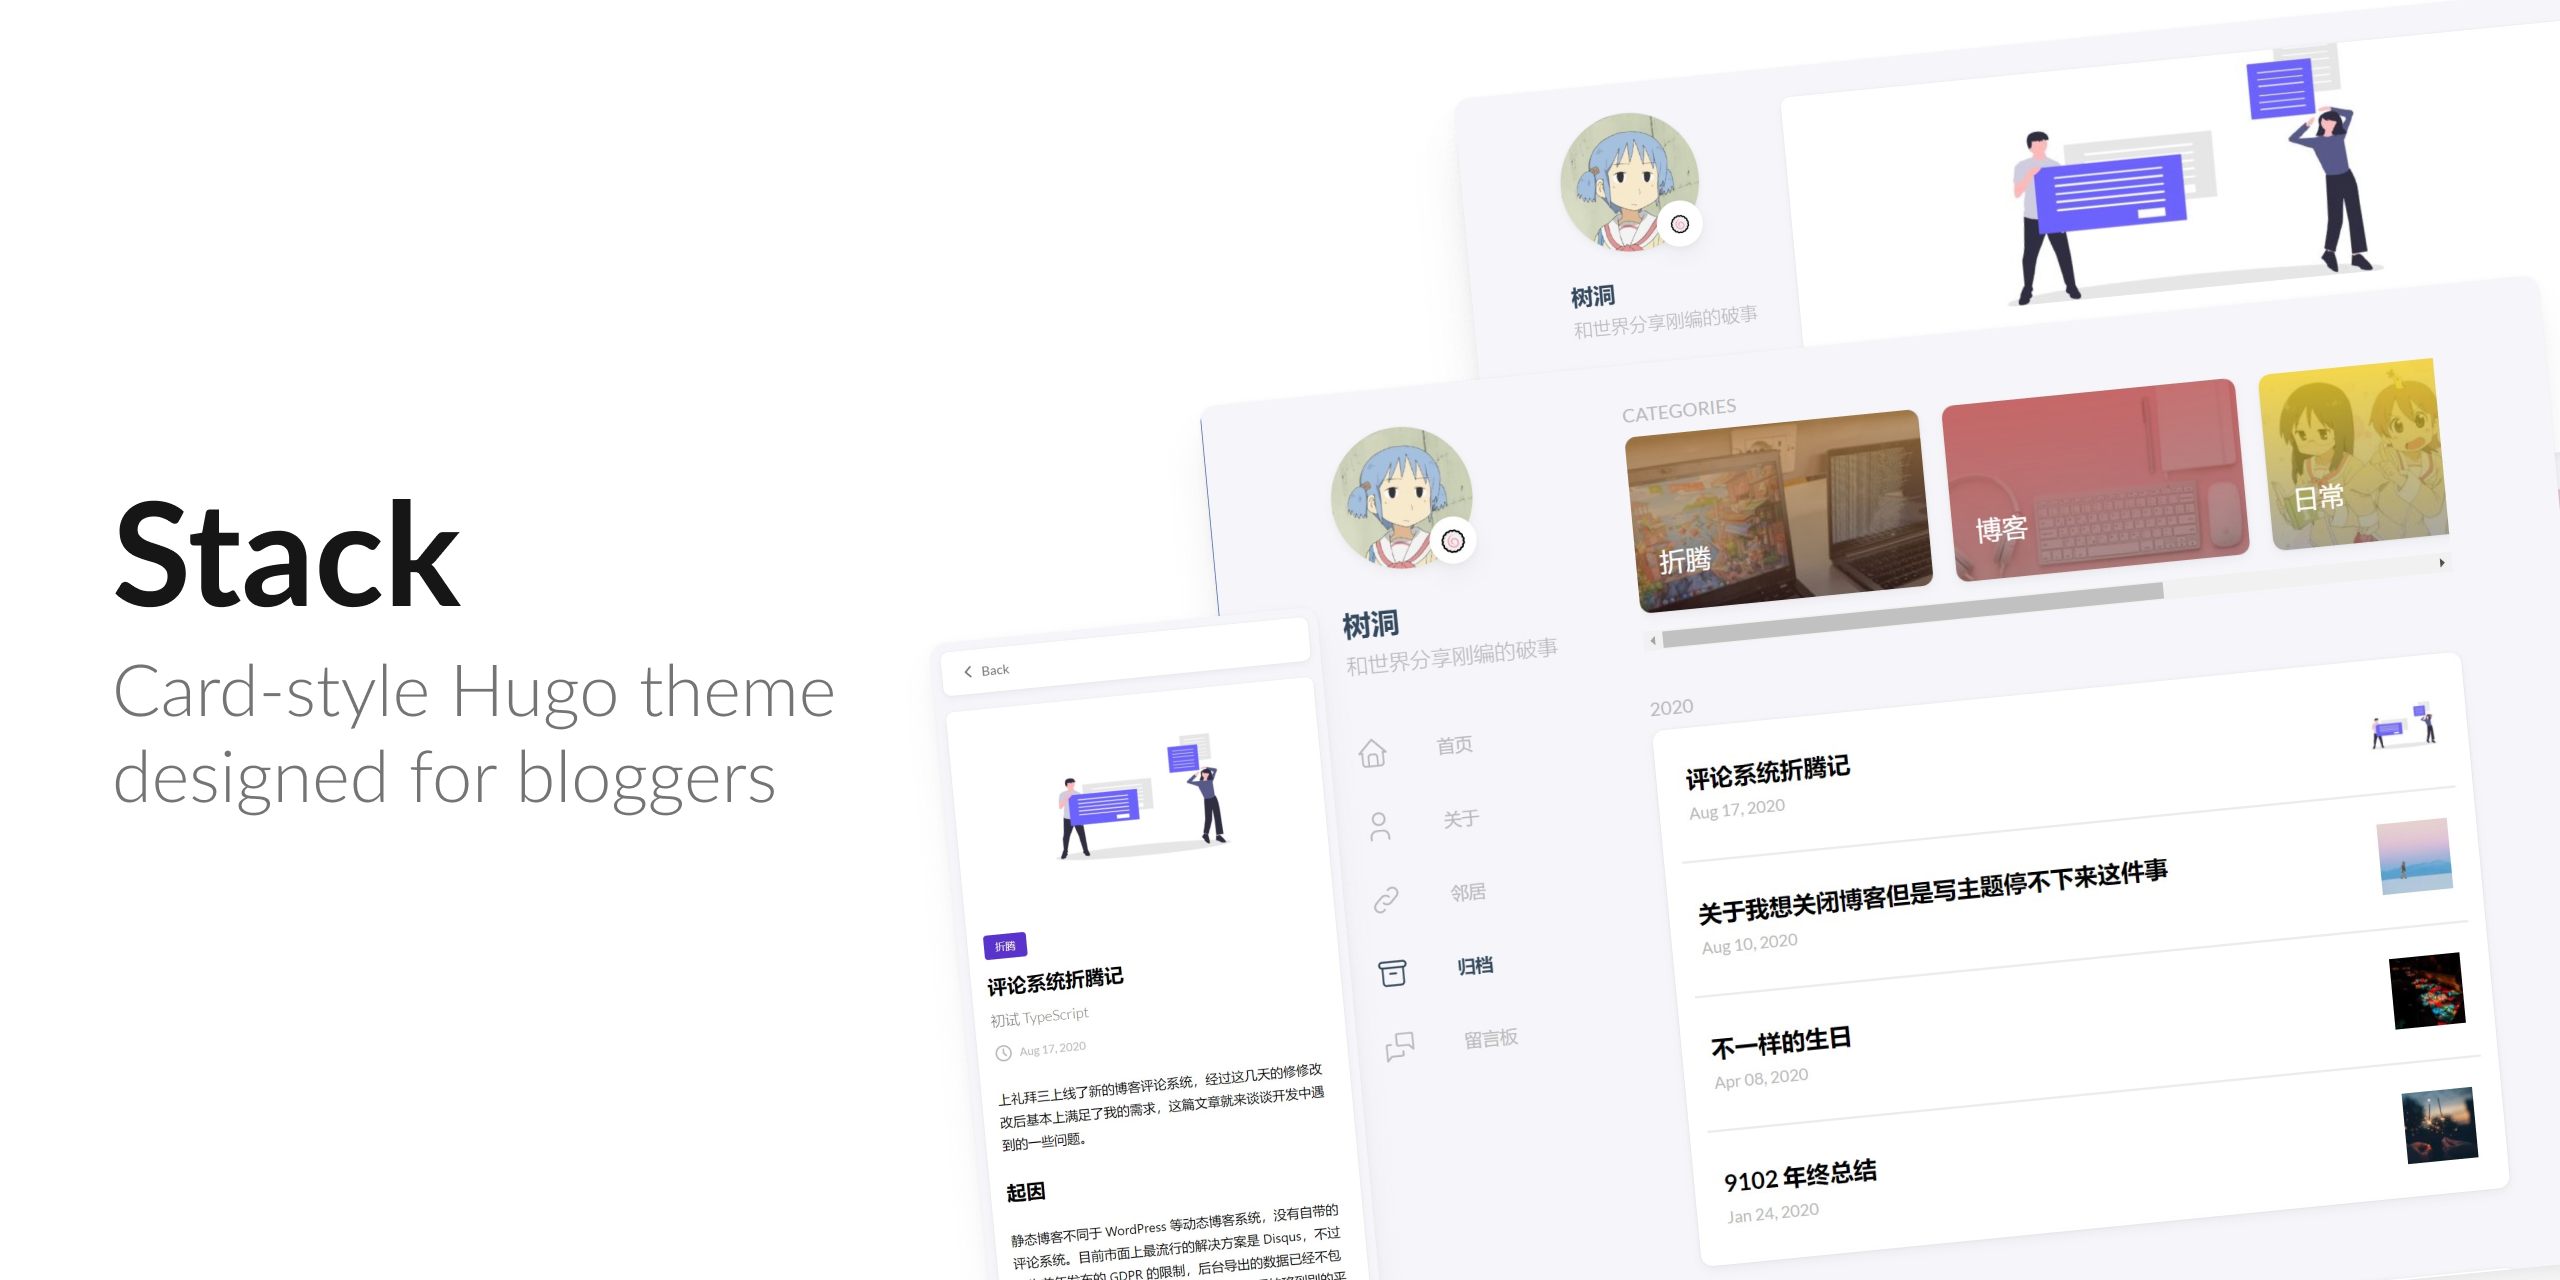 Stack
Card-style Hugo theme
designed for bloggers
树洞
和世界分享刚编的破事
CATEGORIES
折腾
博客
日常
树洞
和世界分享刚编的破事
首页
关于
邻居
归档
留言板
2020
评论系统折腾记
Aug 17, 2020
关于我想关闭博客但是写主题停不下来这件事
Aug 10, 2020
不一样的生日
Apr 08, 2020
9102 年终总结
Jan 24, 2020
Back
折腾
评论系统折腾记
初试 TypeScript
Aug 17, 2020
上礼拜三上线了新的博客评论系统，经过这几天的修修改
改后基本上满足了我的需求，这篇文章就来谈谈开发中遇
到的一些问题。
起因
静态博客不同于 WordPress 等动态博客系统，没有自带的
评论系统。目前市面上最流行的解决方案是 Disqus，不过
发布的 GDPR 的限制，后台导出的数据已经不包